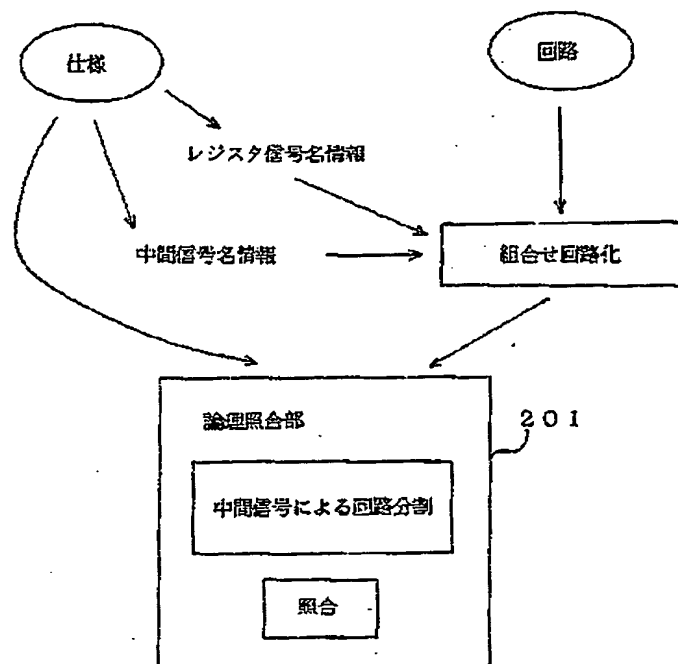 仕様
回路
レジスタ信号名情報
中間信号名情報
組合せ回路化
論理照合部
201
中間信号による回路分割
照合